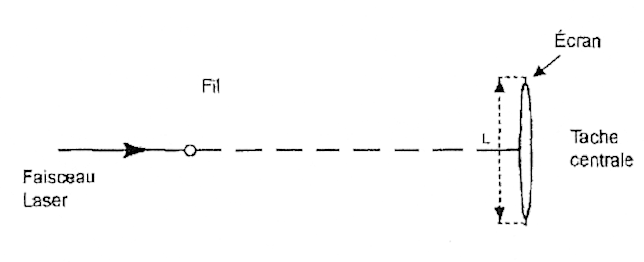 Écran
Fil
L
Tache
centrale
Faisceau
Laser